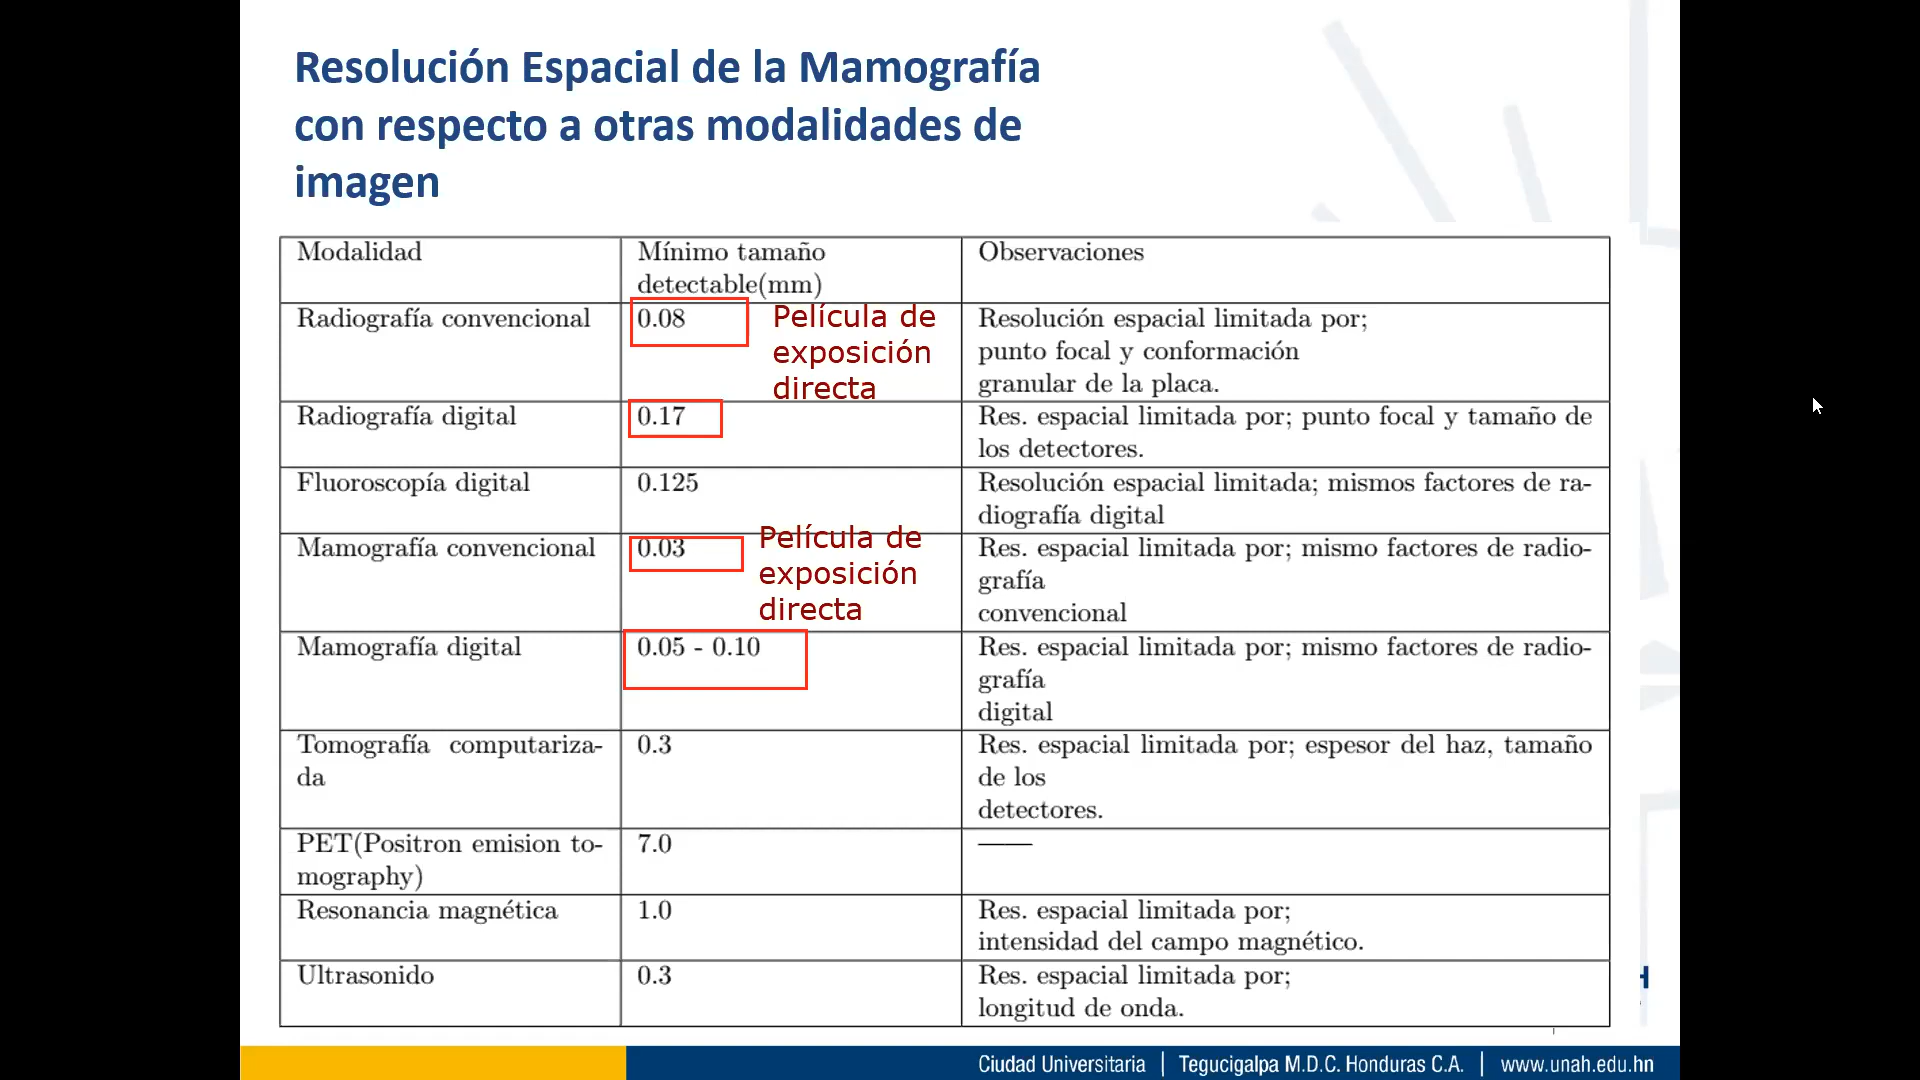 Resolución Espacial de la Mamografía
con respecto a otras modalidades de
imagen
Modalidad
Mínimo tamaño
detectable(mm)
Observaciones
Radiografía convencional
0.08
Película de
exposición
directa
Resolución espacial limitada por;
punto focal y conformación
granular de la placa.
Radiografía digital
0.17
Res. espacial limitada por; punto focal y tamaño de
los detectores.
Fluoroscopía digital
0.125
Resolución espacial limitada; mismos factores de ra-
diografía digital
Mamografía convencional
0.03
Película de
exposición
directa
Res. espacial limitada por; mismo factores de radio-
grafía
convencional
Mamografía digital
0.05 - 0.10
Res. espacial limitada por; mismo factores de radio-
grafía
digital
Tomografía computariza-
da
0.3
Res. espacial limitada por; espesor del haz, tamaño
de los
detectores.
PET(Positron emision to-
mography)
7.0
——
Resonancia magnética
1.0
Res. espacial limitada por;
intensidad del campo magnético.
Ultrasonido
0.3
Res. espacial limitada por;
longitud de onda.
Ciudad Universitaria | Tegucigalpa M.D.C. Honduras C.A. | www.unah.edu.hn